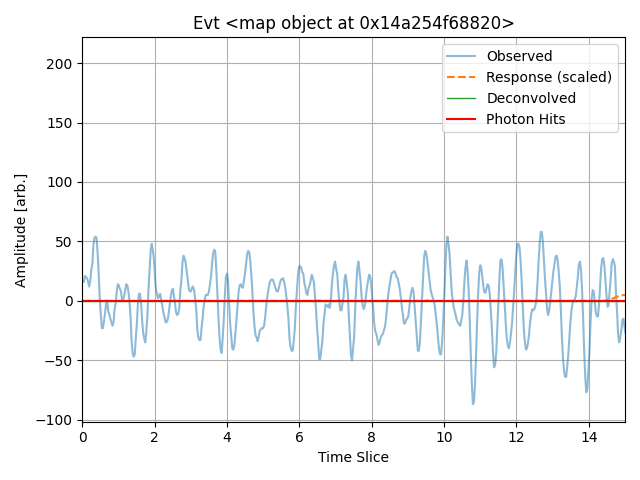 Evt <map object at 0x14a254f68820>
Observed
Response (scaled)
Deconvolved
Photon Hits
Amplitude [arb.]
200
150
100
50
0
−50
−100
0 2 4 6 8 10 12 14
Time Slice